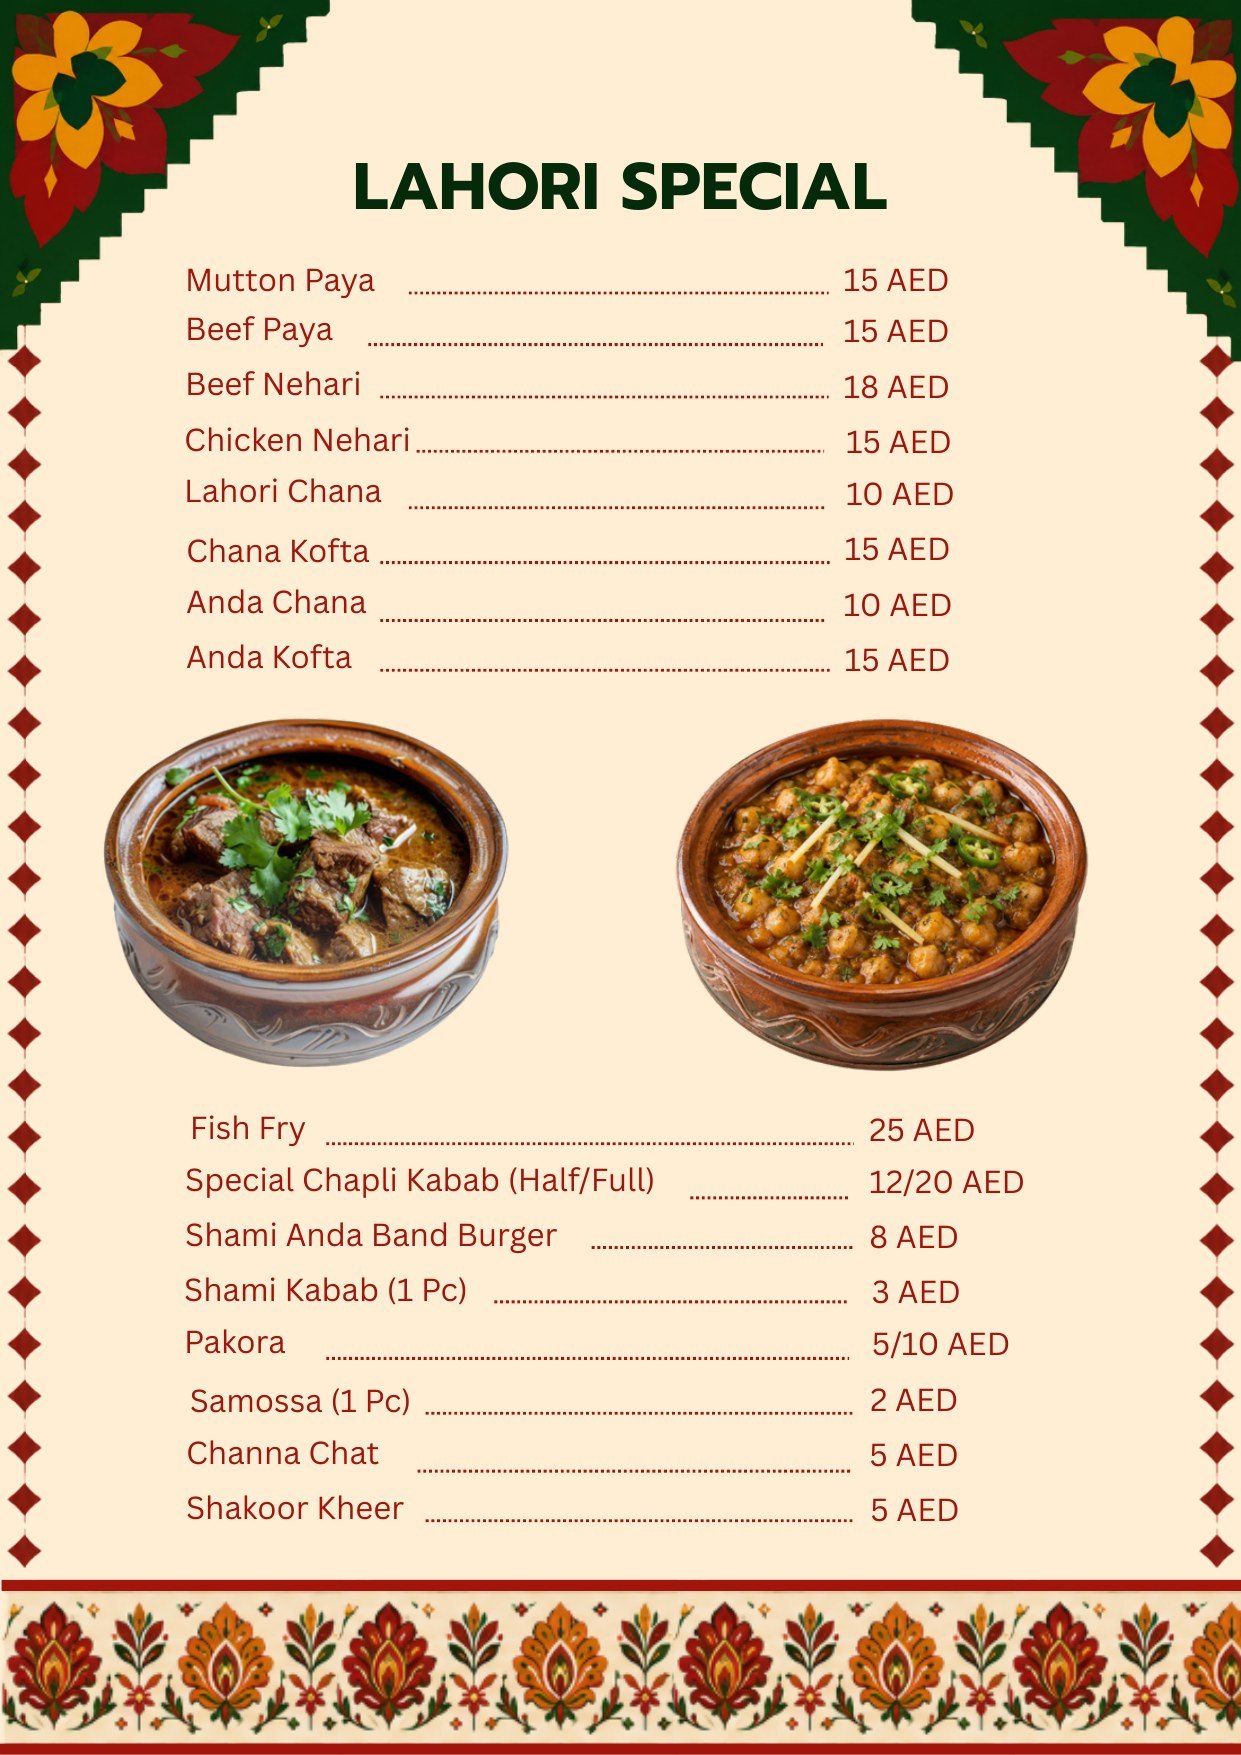 LAHORI SPECIAL
Mutton Paya ........ 15 AED
Beef Paya ........ 15 AED
Beef Nehari ........ 18 AED
Chicken Nehari ........ 15 AED
Lahori Chana ........ 10 AED
Chana Kofta ........ 15 AED
Anda Chana ........ 10 AED
Anda Kofta ........ 15 AED
Fish Fry ........ 25 AED
Special Chapli Kabab (Half/Full) ........ 12/20 AED
Shami Anda Band Burger ........ 8 AED
Shami Kabab (1 Pc) ........ 3 AED
Pakora ........ 5/10 AED
Samossa (1 Pc) ........ 2 AED
Channa Chat ........ 5 AED
Shakoor Kheer ........ 5 AED